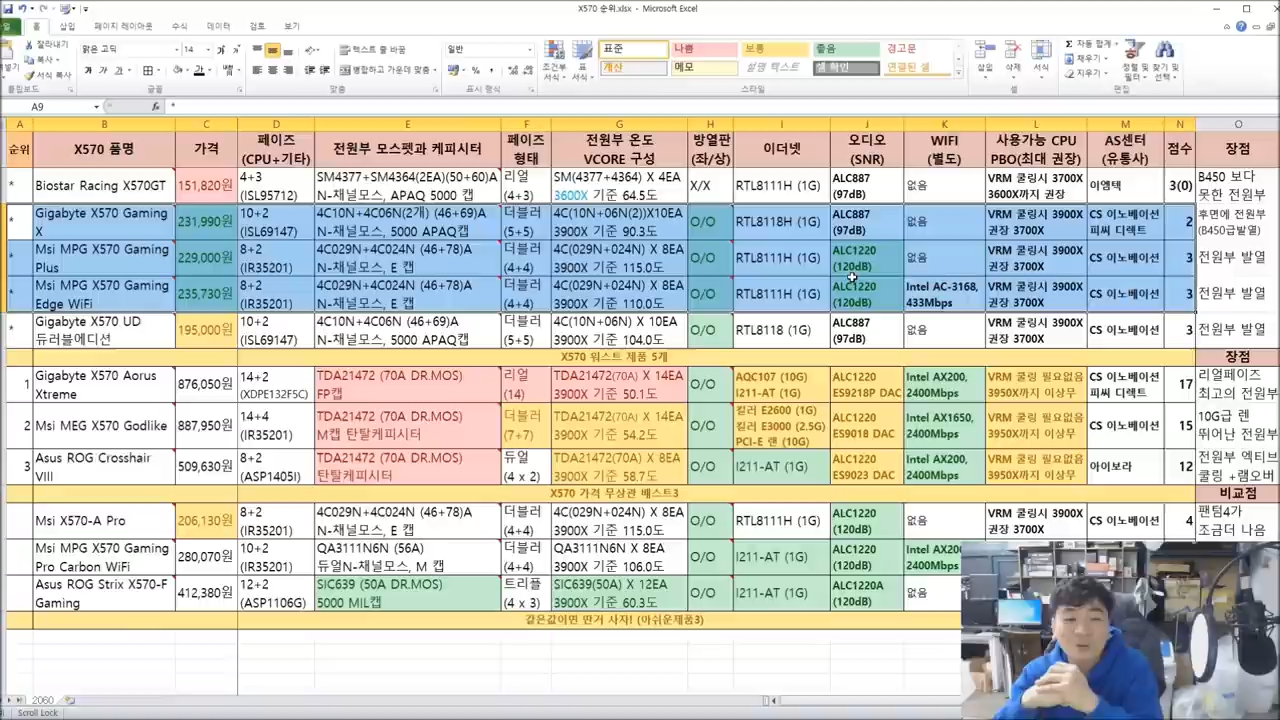 X570 순위.xlsx - Microsoft Excel
홈 삽입 페이지 레이아웃 수식 데이터 검토 보기
잘라내기
복사
서식 복사
클립보드
맑은 고딕 14
글꼴
텍스트 줄 바꿈
병합하고 가운데 맞춤
맞춤
일반
표시 형식
조건부 서식
표 서식
표준 나쁨 보통 좋음 경고문
계산 메모 설명 텍스트 셀 확인 연결된 셀
스타일
삽입 삭제 서식
셀
자동 합계
채우기
지우기
정렬 및 필터
찾기 및 선택
편집
A9 fx *
A B C D E F G H I J K L M N O
순위 X570 품명 가격 페이즈 (CPU+기타) 전원부 모스펫과 케피시터 페이즈 형태 전원부 온도 VCORE 구성 방열판 (좌/상) 이더넷 오디오 (SNR) WIFI (별도) 사용가능 CPU PBO(최대 권장) AS센터 (유통사) 점수 장점
* Biostar Racing X570GT 151,820원 4+3 (ISL95712) SM4377+SM4364(2EA)(50+60)A N-채널모스, APAQ 5000 캡 리얼 (4+3) SM(4377+4364) X 4EA 3600X 기준 64.5도 X/X RTL8111H (1G) ALC887 (97dB) 없음 VRM 쿨링시 3900X 3600X까지 권장 이엠텍 3(0) B450 보다 못한 전원부
* Gigabyte X570 Gaming X 231,990원 10+2 (ISL69147) 4C10N+4C06N(2개) (46+69)A N-채널모스, 5000 APAQ캡 더블러 (5+5) 4C(10N+06N(2))X10EA 3900X 기준 90.3도 O/O RTL8118H (1G) ALC887 (97dB) 없음 VRM 쿨링시 3900X 권장 3700X CS 이노베이션 피씨 디렉트 2 후면에 전원부 (B450급발열)
* Msi MPG X570 Gaming Plus 229,000원 8+2 (IR35201) 4C029N+4C024N (46+78)A N-채널모스, E 캡 더블러 (4+4) 4C(029N+024N) X 8EA 3900X 기준 115.0도 O/O RTL8111H (1G) ALC1220 (120dB) 없음 VRM 쿨링시 3900X 권장 3700X CS 이노베이션 3 전원부 발열
* Msi MPG X570 Gaming Edge WiFi 235,730원 8+2 (IR35201) 4C029N+4C024N (46+78)A N-채널모스, E 캡 더블러 (4+4) 4C(029N+024N) X 8EA 3900X 기준 110.0도 O/O RTL8111H (1G) ALC1220 (120dB) Intel AC-3168, 433Mbps VRM 쿨링시 3900X 권장 3700X CS 이노베이션 3 전원부 발열
* Gigabyte X570 UD 듀러블에디션 195,000원 10+2 (ISL69147) 4C10N+4C06N (46+69)A N-채널모스, 5000 APAQ캡 더블러 (5+5) 4C(10N+06N) X 10EA 3900X 기준 104.0도 O/O RTL8118 (1G) ALC887 (97dB) 없음 VRM 쿨링시 3900X 권장 3700X CS 이노베이션 3 전원부 발열
X570 워스트 제품 5개 장점
1 Gigabyte X570 Aorus Xtreme 876,050원 14+2 (XDPE132F5C) TDA21472 (70A DR.MOS) FP캡 리얼 (14) TDA21472(70A) X 14EA 3900X 기준 50.1도 O/O AQC107 (10G) I211-AT (1G) ALC1220 ES9218P DAC Intel AX200, 2400Mbps VRM 쿨링 필요없음 3950X까지 이상무 CS 이노베이션 피씨 디렉트 17 리얼페이즈 최고의 전원부
2 Msi MEG X570 Godlike 887,950원 14+4 (IR35201) TDA21472 (70A DR.MOS) M캡 탄탈케피시터 더블러 (7+7) TDA21472(70A) X 14EA 3900X 기준 54.2도 O/O 킬러 E2600 (1G) 킬러 E3000 (2.5G) PCI-E 랜 (10G) ALC1220 ES9018 DAC Intel AX1650, 2400Mbps VRM 쿨링 필요없음 3950X까지 이상무 CS 이노베이션 15 10G급 렌 뛰어난 전원부
3 Asus ROG Crosshair VIII 509,630원 8+2 (ASP1405I) TDA21472 (70A DR.MOS) 탄탈케피시터 듀얼 (4 x 2) TDA21472(70A) X 8EA 3900X 기준 58.7도 O/O I211-AT (1G) ALC1220 ES9023 DAC Intel AX200, 2400Mbps VRM 쿨링 필요없음 3950X까지 이상무 아이보라 12 전원부 엑티브 쿨링 +램오버
X570 가격 무상관 배스트3 비교점
Msi X570-A Pro 206,130원 8+2 (IR35201) 4C029N+4C024N (46+78)A N-채널모스, E 캡 더블러 (4+4) 4C(029N+024N) X 8EA 3900X 기준 115.0도 O/O RTL8111H (1G) ALC1220 (120dB) 없음 VRM 쿨링시 3900X 권장 3700X CS 이노베이션 4 팬텀4가 조금더 나음
Msi MPG X570 Gaming Pro Carbon WiFi 280,070원 10+2 (IR35201) QA3111N6N (56A) 듀얼N-채널모스, M 캡 더블러 (4+4) QA3111N6N X 8EA 3900X 기준 106.0도 O/O I211-AT (1G) ALC1220 (120dB) Intel AX20 2400Mbps
Asus ROG Strix X570-F Gaming 412,380원 12+2 (ASP1106G) SIC639 (50A DR.MOS) 5000 MIL캡 트리플 (4 x 3) SIC639(50A) X 12EA 3900X 기준 60.3도 O/O I211-AT (1G) ALC1220A (120dB) 없음
같은값이면 딴거 사자! (아쉬운제품3)
2060
Scroll Lock